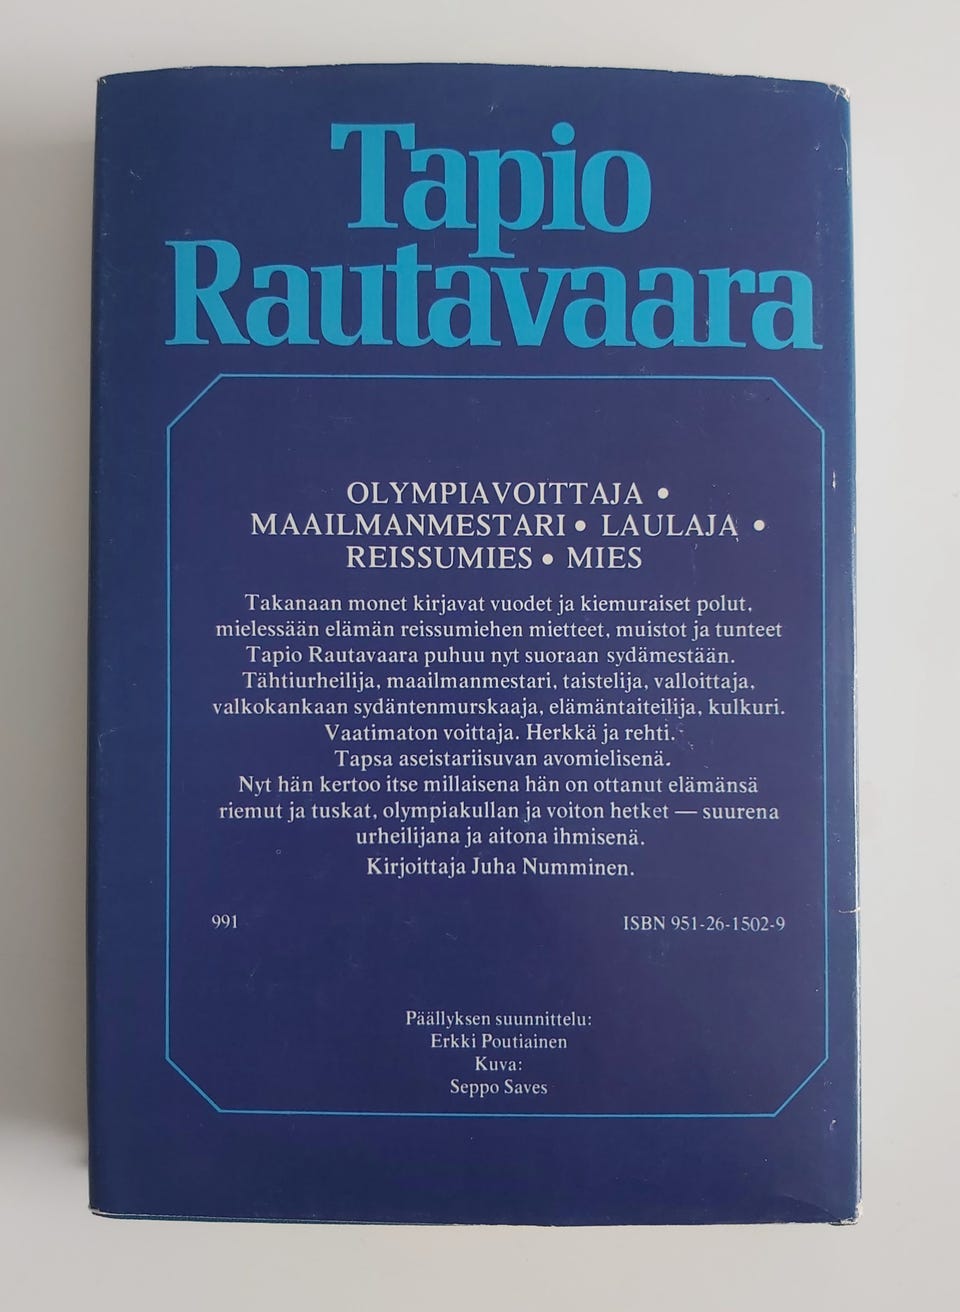 Tapio
Rautavaara
OLYMPIAVOITTAJA •
MAAILMANMESTARI • LAULAJA •
REISSUMIES • MIES
Takanaan monet kirjavat vuodet ja kiemuraiset polut,
mielessään elämän reissumiehen mietteet, muistot ja tunteet
Tapio Rautavaara puhuu nyt suoraan sydämestään.
Tähtiurheilija, maailmanmestari, taistelija, valloittaja,
valkokankaan sydäntenmurskaaja, elämäntaiteilija, kulkuri.
Vaatimaton voittaja. Herkkä ja rehti.
Tapsa aseistariisuvan avomielisenä.
Nyt hän kertoo itse millaisena hän on ottanut elämänsä
riemut ja tuskat, olympiakullan ja voiton hetket — suurena
urheilijana ja aitona ihmisenä.
Kirjoittaja Juha Numminen.
991 ISBN 951-26-1502-9
Päällyksen suunnittelu:
Erkki Poutiainen
Kuva:
Seppo Saves